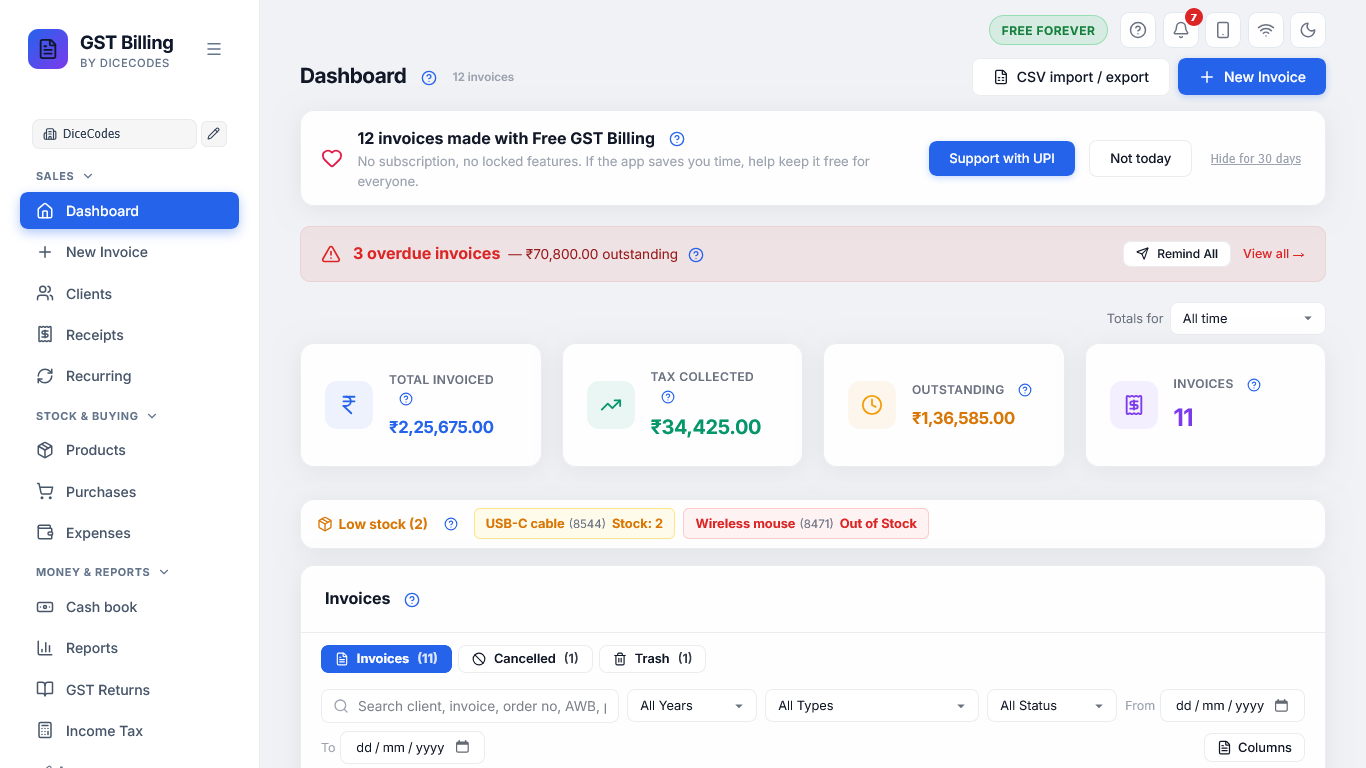 GST Billing
BY DICECODES
DiceCodes
SALES
Dashboard
New Invoice
Clients
Receipts
Recurring
STOCK & BUYING
Products
Purchases
Expenses
MONEY & REPORTS
Cash book
Reports
GST Returns
Income Tax
FREE FOREVER
7
Dashboard
12 invoices
CSV import / export
New Invoice
12 invoices made with Free GST Billing
No subscription, no locked features. If the app saves you time, help keep it free for
everyone.
Support with UPI
Not today
Hide for 30 days
3 overdue invoices — ₹70,800.00 outstanding
Remind All
View all →
Totals for
All time
TOTAL INVOICED
₹2,25,675.00
TAX COLLECTED
₹34,425.00
OUTSTANDING
₹1,36,585.00
INVOICES
11
Low stock (2)
USB-C cable (8544) Stock: 2
Wireless mouse (8471) Out of Stock
Invoices
Invoices (11)
Cancelled (1)
Trash (1)
Search client, invoice, order no, AWB,
All Years
All Types
All Status
From
dd / mm / yyyy
To
dd / mm / yyyy
Columns